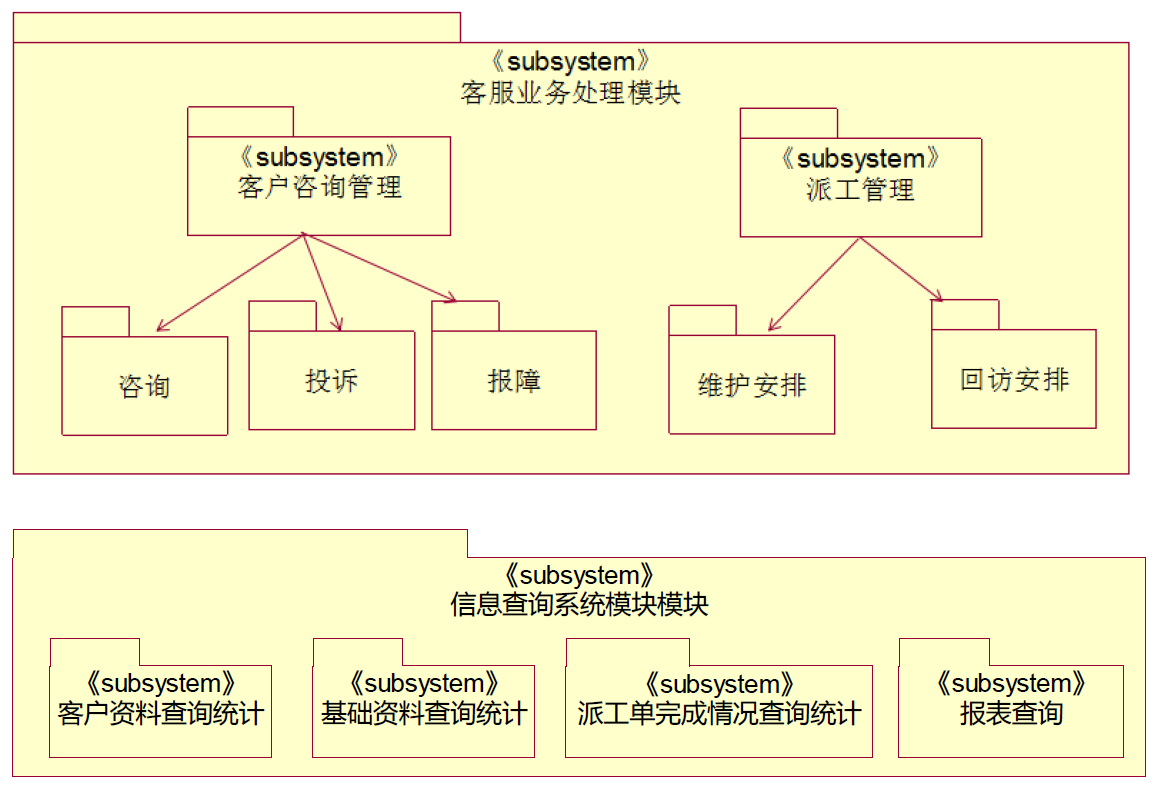 《subsystem》
客服业务处理模块
《subsystem》
客户咨询管理
《subsystem》
派工管理
咨询
投诉
报障
维护安排
回访安排
《subsystem》
信息查询系统模块模块
《subsystem》
客户资料查询统计
《subsystem》
基础资料查询统计
《subsystem》
派工单完成情况查询统计
《subsystem》
报表查询